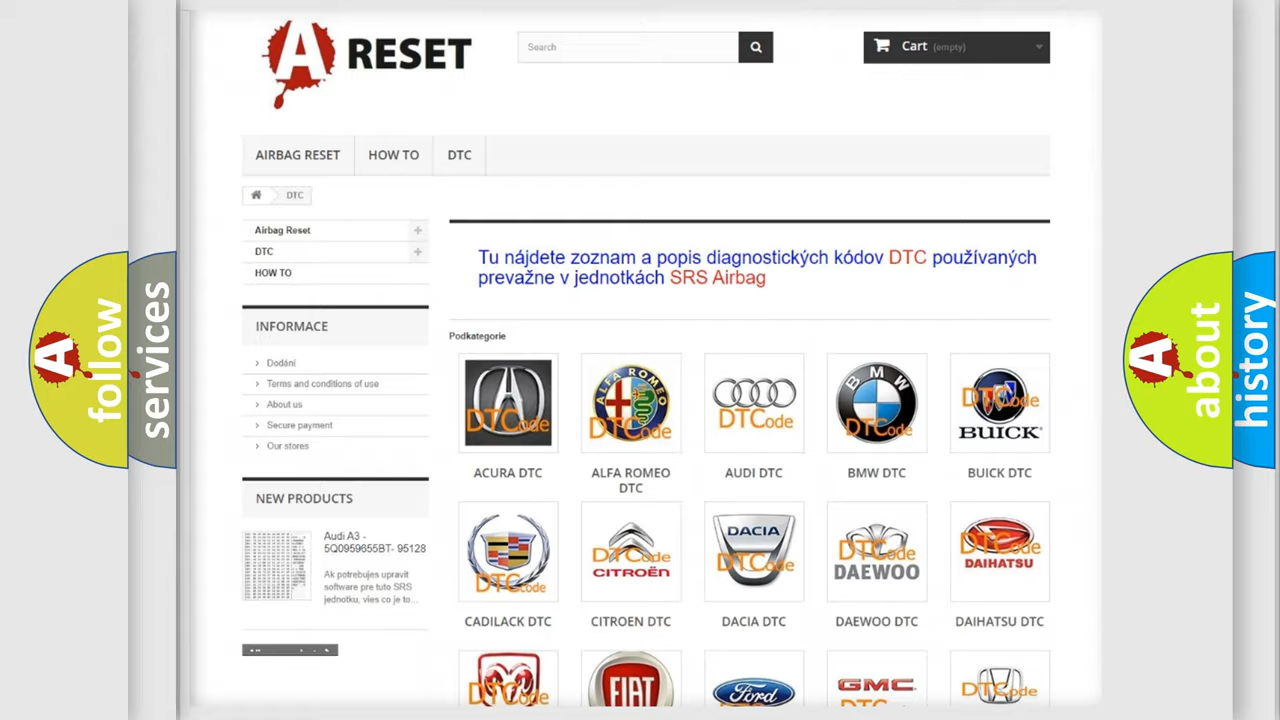 A RESET
Search
Cart (empty)
AIRBAG RESET
HOW TO
DTC
DTC
Airbag Reset
DTC
HOW TO
INFORMACE
Dodání
Terms and conditions of use
About us
Secure payment
Our stores
NEW PRODUCTS
Audi A3 -
5Q0959655BT- 95128
Ak potrebujes upravit
software pre tuto SRS
jednotku, vies co je to...
Tu nájdete zoznam a popis diagnostických kódov DTC používaných
prevažne v jednotkách SRS Airbag
Podkategorie
DTCode
ALFA ROMEO
DTCode
DTCode
BMW
DTCode
DTCode
BUICK
ACURA DTC
ALFA ROMEO
DTC
AUDI DTC
BMW DTC
BUICK DTC
DTCode
DTCode
CITROËN
DACIA
DTCode
DTCode
DAEWOO
DTCode
DAIHATSU
CADILACK DTC
CITROEN DTC
DACIA DTC
DAEWOO DTC
DAIHATSU DTC
DTCode
FIAT
Ford
GMC
DTCode
A follow
services
A about
history